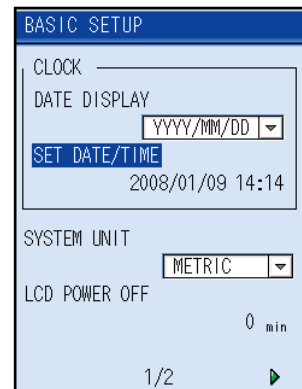 BASIC SETUP
CLOCK
DATE DISPLAY
YYYY/MM/DD
SET DATE/TIME
2008/01/09 14:14
SYSTEM UNIT
METRIC
LCD POWER OFF
0 min
1/2